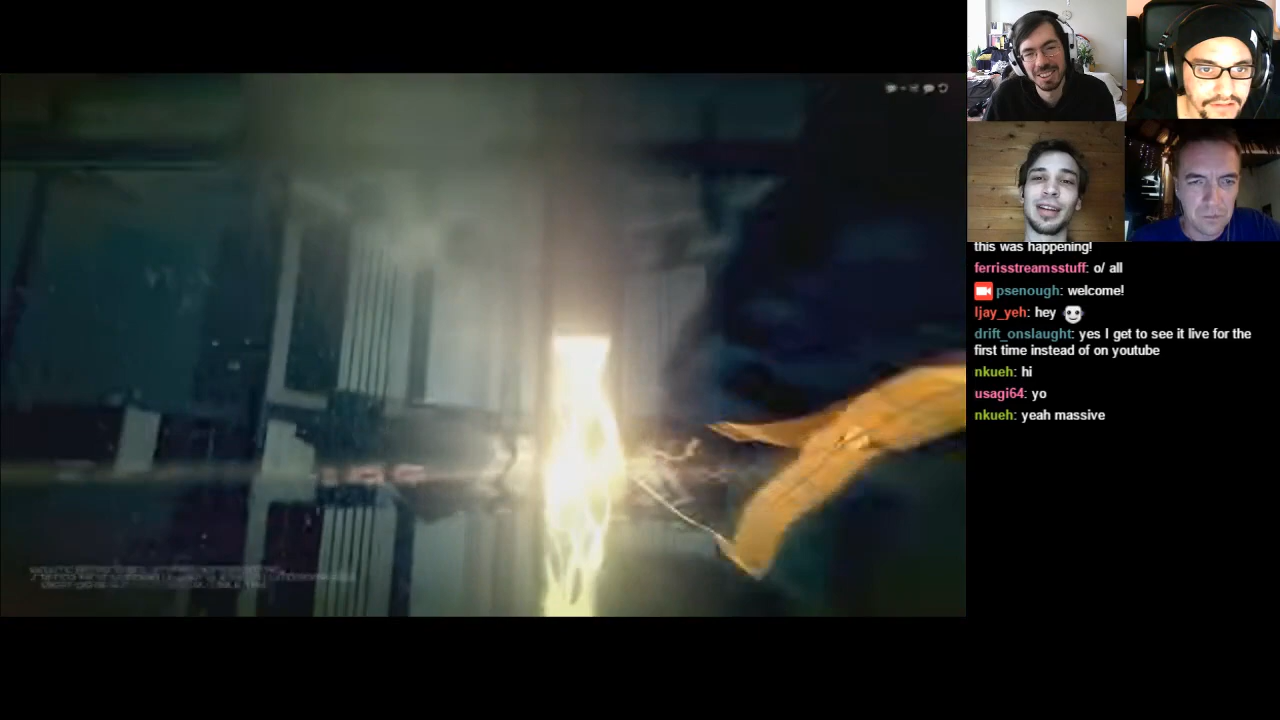 this was happening!
ferrisstreamsstuff: o/ all
psenough: welcome!
ljay_yeh: hey
drift_onslaught: yes I get to see it live for the
first time instead of on youtube
nkueh: hi
usagi64: yo
nkueh: yeah massive